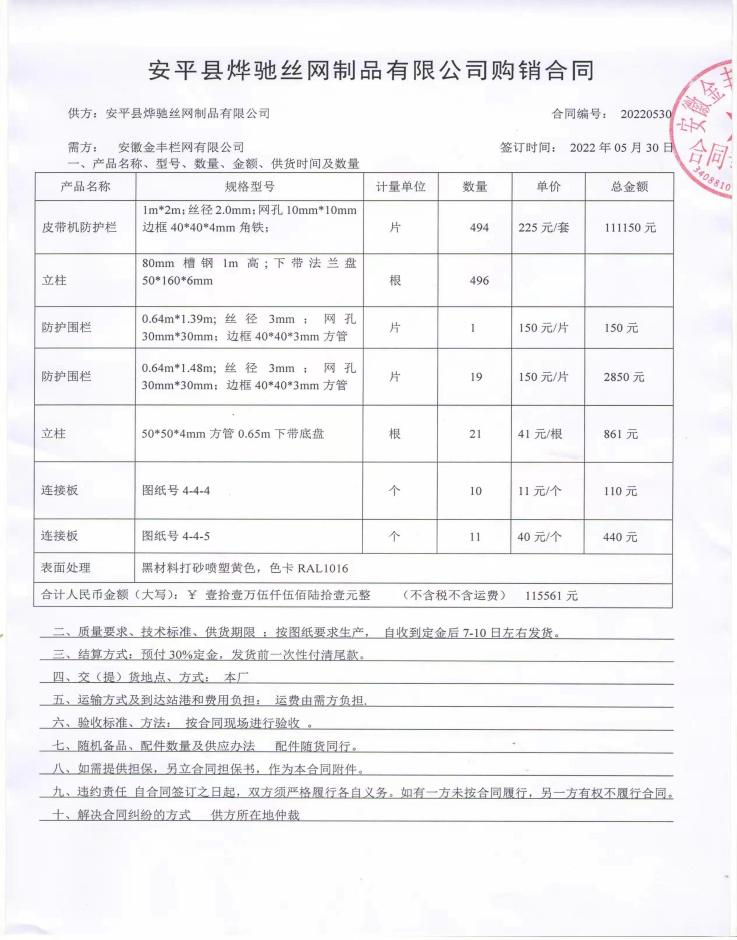 安平县烨驰丝网制品有限公司购销合同
供方：安平县烨驰丝网制品有限公司 合同编号： 20220530
需方： 安徽金丰栏网有限公司 签订时间： 2022 年 05 月 30 日
一、产品名称、型号、数量、金额、供货时间及数量
产品名称 规格型号 计量单位 数量 单价 总金额
皮带机防护栏 1m*2m；丝径 2.0mm；网孔 10mm*10mm 片 494 225 元/套 111150 元
边框 40*40*4mm 角铁；
立柱 80mm 槽钢 1m 高；下带法兰盘 根 496
50*160*6mm
防护围栏 0.64m*1.39m; 丝径 3mm ； 网孔 片 1 150 元/片 150 元
30mm*30mm；边框 40*40*3mm 方管
防护围栏 0.64m*1.48m; 丝径 3mm ； 网孔 片 19 150 元/片 2850 元
30mm*30mm；边框 40*40*3mm 方管
立柱 50*50*4mm 方管 0.65m 下带底盘 根 21 41 元/根 861 元
连接板 图纸号 4-4-4 个 10 11 元/个 110 元
连接板 图纸号 4-4-5 个 11 40 元/个 440 元
表面处理 黑材料打砂喷塑黄色，色卡 RAL1016
合计人民币金额（大写）：￥ 壹拾壹万伍仟伍佰陆拾壹元整 （不含税不含运费） 115561 元
二、质量要求、技术标准、供货期限 ；按图纸要求生产， 自收到定金后 7-10 日左右发货。
三、结算方式：预付 30%定金，发货前一次性付清尾款。
四、交（提）货地点、方式： 本厂
五、运输方式及到达站港和费用负担： 运费由需方负担.
六、验收标准、方法： 按合同现场进行验收 。
七、随机备品、配件数量及供应办法 配件随货同行。
八、如需提供担保，另立合同担保书，作为本合同附件。
九、违约责任 自合同签订之日起，双方须严格履行各自义务。如有一方未按合同履行，另一方有权不履行合同。
十、解决合同纠纷的方式 供方所在地仲裁
安徽金丰
合同
3408810